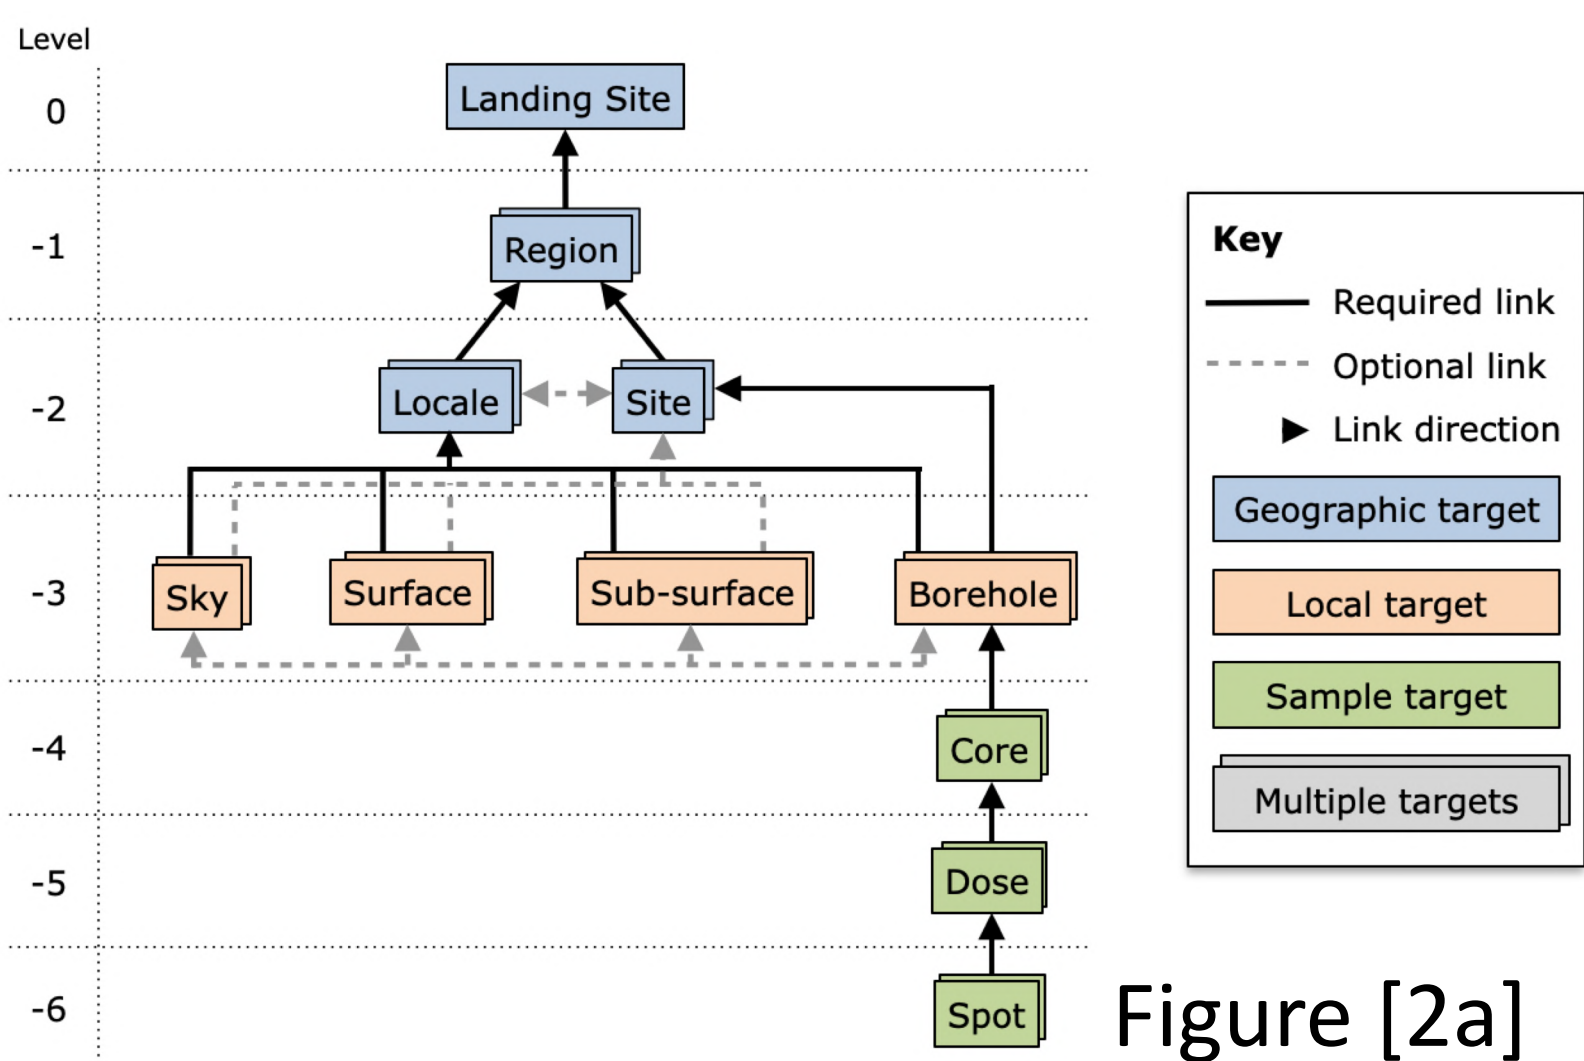 Level
0
Landing Site
-1
Region
-2
Locale
Site
-3
Sky
Surface
Sub-surface
Borehole
-4
Core
-5
Dose
-6
Spot
Key
Required link
Optional link
Link direction
Geographic target
Local target
Sample target
Multiple targets
Figure [2a]